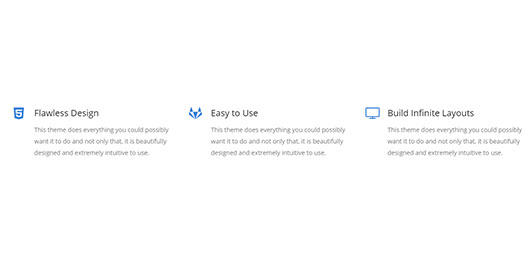 Flawless Design
This theme does everything you could possibly
want it to do and not only that, it is beautifully
designed and extremely intuitive to use.
Easy to Use
This theme does everything you could possibly
want it to do and not only that, it is beautifully
designed and extremely intuitive to use.
Build Infinite Layouts
This theme does everything you could possibly
want it to do and not only that, it is beautifully
designed and extremely intuitive to use.